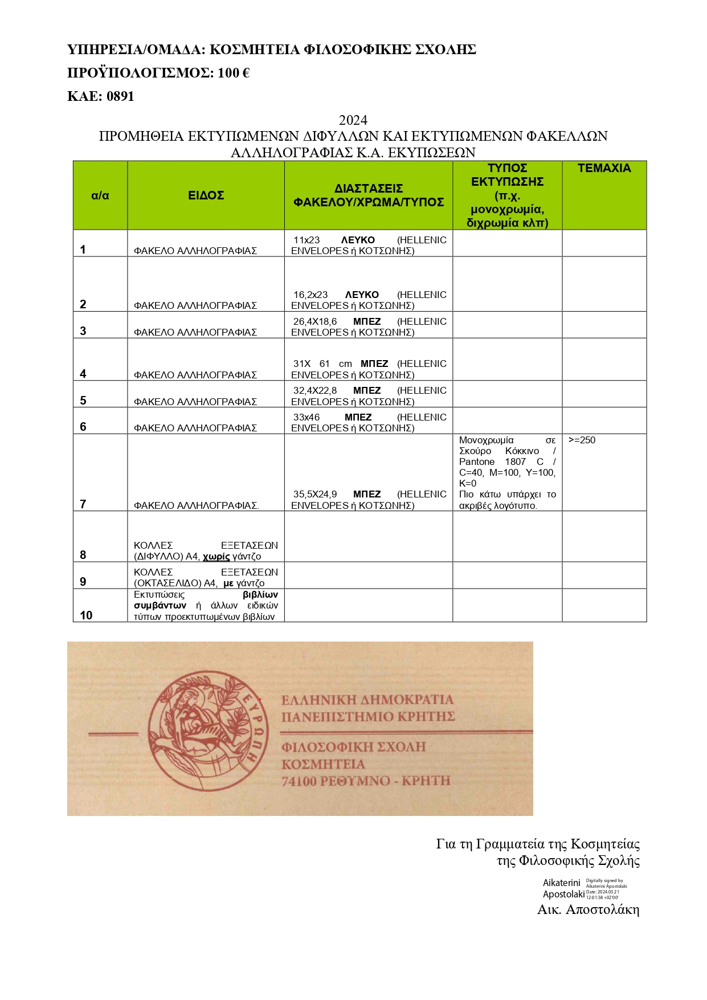 ΥΠΗΡΕΣΙΑ/ΟΜΑΔΑ: ΚΟΣΜΗΤΕΙΑ ΦΙΛΟΣΟΦΙΚΗΣ ΣΧΟΛΗΣ
ΠΡΟΫΠΟΛΟΓΙΣΜΟΣ: 100 €
ΚΑΕ: 0891
2024
ΠΡΟΜΗΘΕΙΑ ΕΚΤΥΠΩΜΕΝΩΝ ΔΙΦΥΛΛΩΝ ΚΑΙ ΕΚΤΥΠΩΜΕΝΩΝ ΦΑΚΕΛΛΩΝ
ΑΛΛΗΛΟΓΡΑΦΙΑΣ Κ.Α. ΕΚΥΠΩΣΕΩΝ
α/α
ΕΙΔΟΣ
ΔΙΑΣΤΑΣΕΙΣ
ΦΑΚΕΛΟΥ/ΧΡΩΜΑ/ΤΥΠΟΣ
ΤΥΠΟΣ
ΕΚΤΥΠΩΣΗΣ
(π.χ.
μονοχρωμία,
διχρωμία κλπ)
ΤΕΜΑΧΙΑ
1
ΦΑΚΕΛΟ ΑΛΛΗΛΟΓΡΑΦΙΑΣ
11x23 ΛΕΥΚΟ (HELLENIC
ENVELOPES ή ΚΟΤΣΩΝΗΣ)
2
ΦΑΚΕΛΟ ΑΛΛΗΛΟΓΡΑΦΙΑΣ
16,2x23 ΛΕΥΚΟ (HELLENIC
ENVELOPES ή ΚΟΤΣΩΝΗΣ)
3
ΦΑΚΕΛΟ ΑΛΛΗΛΟΓΡΑΦΙΑΣ
26,4X18,6 ΜΠΕΖ (HELLENIC
ENVELOPES ή ΚΟΤΣΩΝΗΣ)
4
ΦΑΚΕΛΟ ΑΛΛΗΛΟΓΡΑΦΙΑΣ
31X 61 cm ΜΠΕΖ (HELLENIC
ENVELOPES ή ΚΟΤΣΩΝΗΣ)
5
ΦΑΚΕΛΟ ΑΛΛΗΛΟΓΡΑΦΙΑΣ
32,4X22,8 ΜΠΕΖ (HELLENIC
ENVELOPES ή ΚΟΤΣΩΝΗΣ)
6
ΦΑΚΕΛΟ ΑΛΛΗΛΟΓΡΑΦΙΑΣ
33x46 ΜΠΕΖ (HELLENIC
ENVELOPES ή ΚΟΤΣΩΝΗΣ)
7
ΦΑΚΕΛΟ ΑΛΛΗΛΟΓΡΑΦΙΑΣ.
35,5X24,9 ΜΠΕΖ (HELLENIC
ENVELOPES ή ΚΟΤΣΩΝΗΣ)
Μονοχρωμία σε
Σκούρο Κόκκινο /
Pantone 1807 C /
C=40, M=100, Y=100,
K=0
Πιο κάτω υπάρχει το
ακριβές λογότυπο.
>=250
8
ΚΟΛΛΕΣ ΕΞΕΤΑΣΕΩΝ
(ΔΙΦΥΛΛΟ) Α4, χωρίς γάντζο
9
ΚΟΛΛΕΣ ΕΞΕΤΑΣΕΩΝ
(ΟΚΤΑΣΕΛΙΔΟ) Α4, με γάντζο
10
Εκτυπώσεις βιβλίων
συμβάντων ή άλλων ειδικών
τύπων προεκτυπωμένων βιβλίων
ΕΥΡΩΠΗ
ΕΛΛΗΝΙΚΗ ΔΗΜΟΚΡΑΤΙΑ
ΠΑΝΕΠΙΣΤΗΜΙΟ ΚΡΗΤΗΣ
ΦΙΛΟΣΟΦΙΚΗ ΣΧΟΛΗ
ΚΟΣΜΗΤΕΙΑ
74100 ΡΕΘΥΜΝΟ - ΚΡΗΤΗ
Για τη Γραμματεία της Κοσμητείας
της Φιλοσοφικής Σχολής
Aikaterini
Apostolaki
Digitally signed by
Aikaterini Apostolaki
Date: 2024.03.21
12:01:58 +02'00'
Αικ. Αποστολάκη